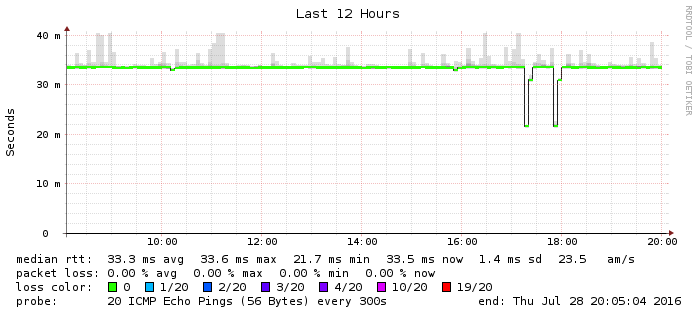 Last 12 Hours
RRDTOOL / TOBI OETIKER
Seconds
40 m
30 m
20 m
10 m
0
10:00 12:00 14:00 16:00 18:00 20:00
median rtt: 33.3 ms avg 33.6 ms max 21.7 ms min 33.5 ms now 1.4 ms sd 23.5 am/s
packet loss: 0.00 % avg 0.00 % max 0.00 % min 0.00 % now
loss color: 0 1/20 2/20 3/20 4/20 10/20 19/20
probe: 20 ICMP Echo Pings (56 Bytes) every 300s end: Thu Jul 28 20:05:04 2016